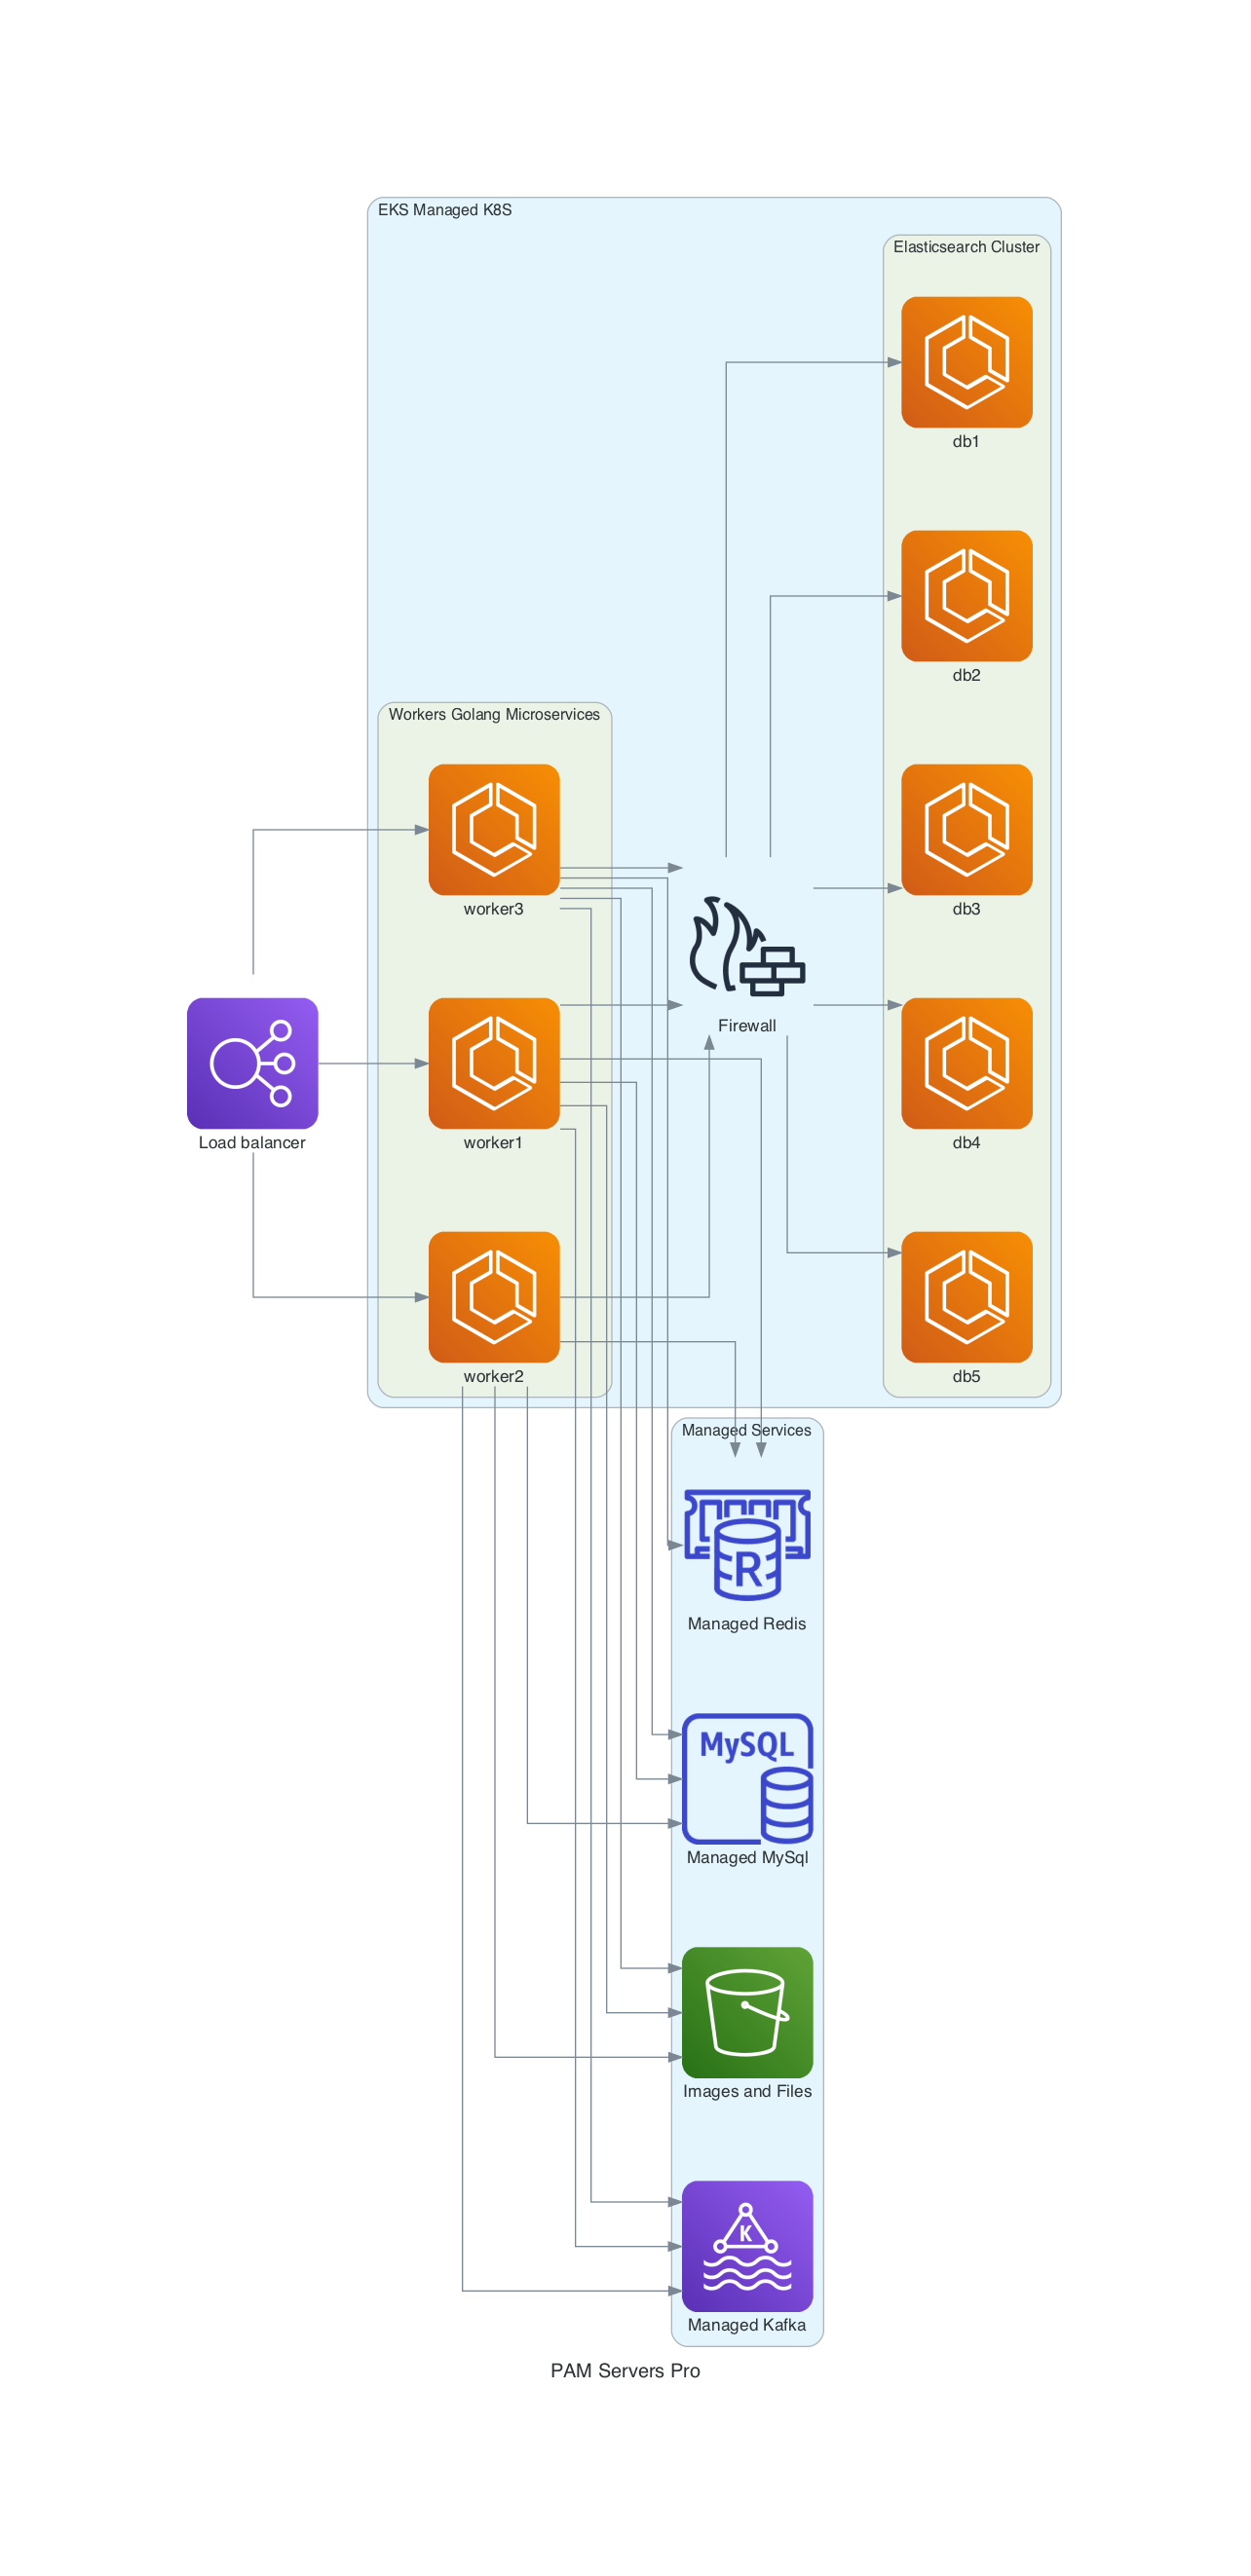 EKS Managed K8S
Elasticsearch Cluster
db1
db2
Workers Golang Microservices
worker3
db3
Firewall
Load balancer
worker1
db4
worker2
db5
Managed Services
R
Managed Redis
MySQL
Managed MySql
Images and Files
K
Managed Kafka
PAM Servers Pro